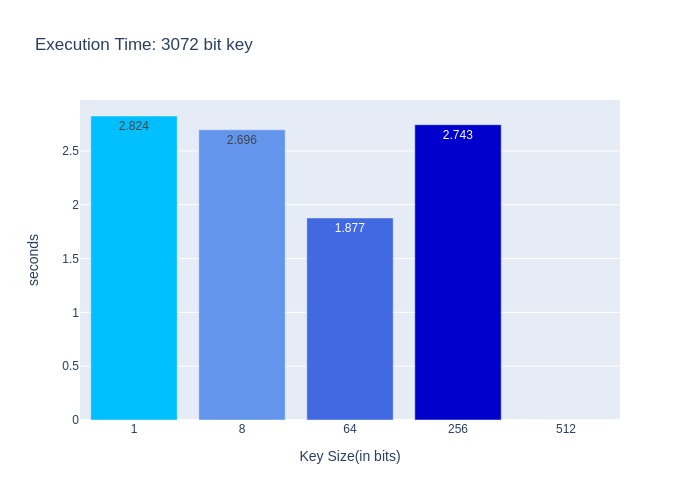 Execution Time: 3072 bit key
2.824
2.696
1.877
2.743
2.5
2
1.5
1
0.5
0
seconds
1 8 64 256 512
Key Size(in bits)